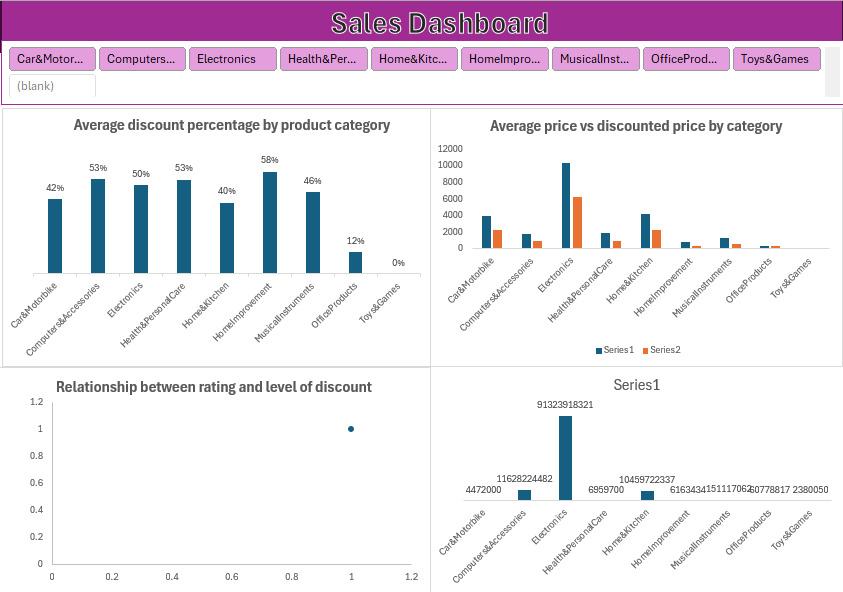 Sales Dashboard
Car&Motor... Computers... Electronics Health&Per... Home&Kitc... HomeImpro... MusicalInst... OfficeProd... Toys&Games
(blank)
Average discount percentage by product category
42% 53% 50% 53% 40% 58% 46% 12% 0%
Car&Motorbike Computers&Accessories Electronics Health&PersonalCare Home&Kitchen HomeImprovement MusicalInstruments OfficeProducts Toys&Games
Average price vs discounted price by category
12000
10000
8000
6000
4000
2000
0
Car&Motorbike Computers&Accessories Electronics Health&PersonalCare Home&Kitchen HomeImprovement MusicalInstruments OfficeProducts Toys&Games
Series1 Series2
Relationship between rating and level of discount
1.2
1
0.8
0.6
0.4
0.2
0
0 0.2 0.4 0.6 0.8 1 1.2
Series1
4472000 11628224482 91323918321 6959700 10459722337 6163434 151117062 60778817 2380050
Car&Motorbike Computers&Accessories Electronics Health&PersonalCare Home&Kitchen HomeImprovement MusicalInstruments OfficeProducts Toys&Games